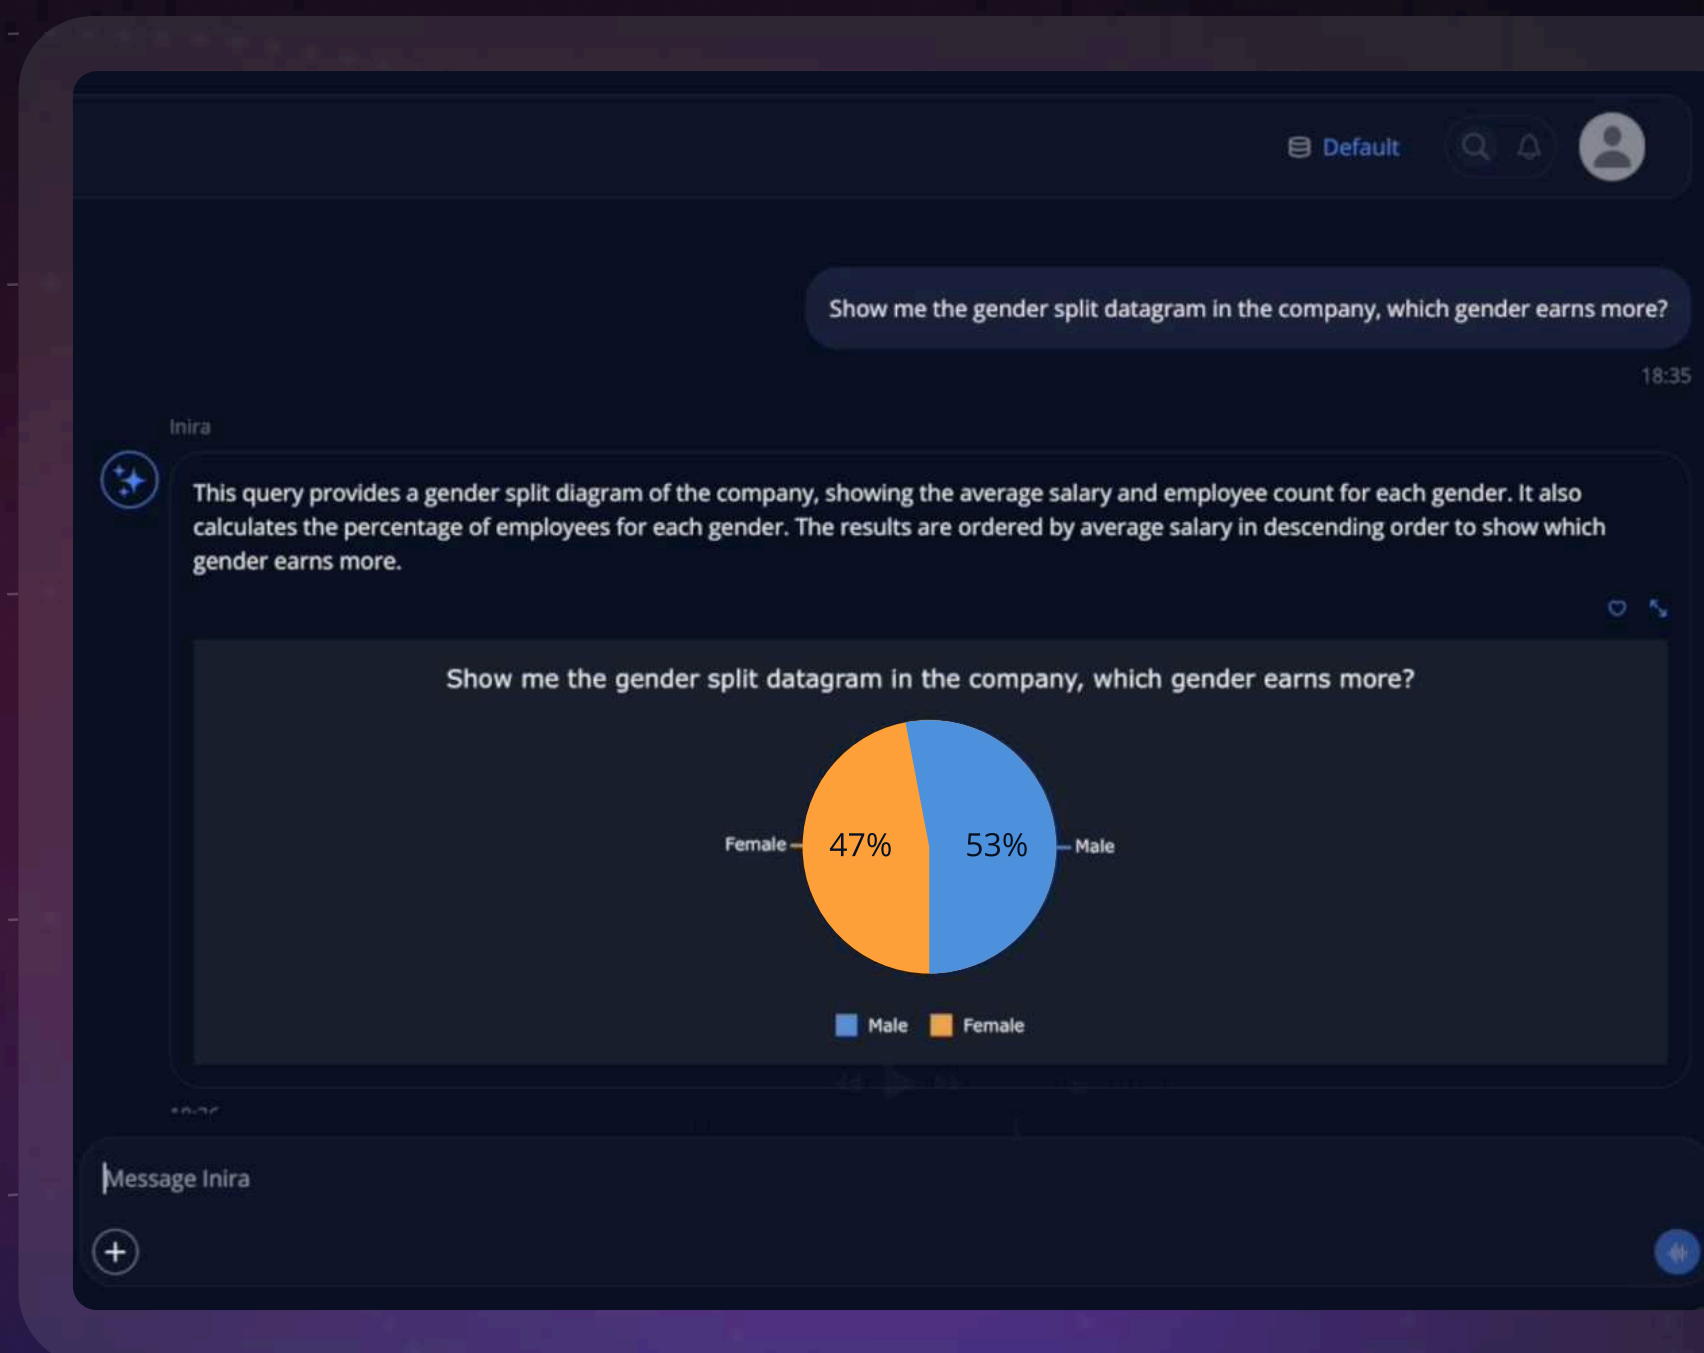 Default
Show me the gender split datagram in the company, which gender earns more?
18:35
Inira
This query provides a gender split diagram of the company, showing the average salary and employee count for each gender. It also
calculates the percentage of employees for each gender. The results are ordered by average salary in descending order to show which
gender earns more.
Show me the gender split datagram in the company, which gender earns more?
Female 47% 53% Male
Male Female
Message Inira